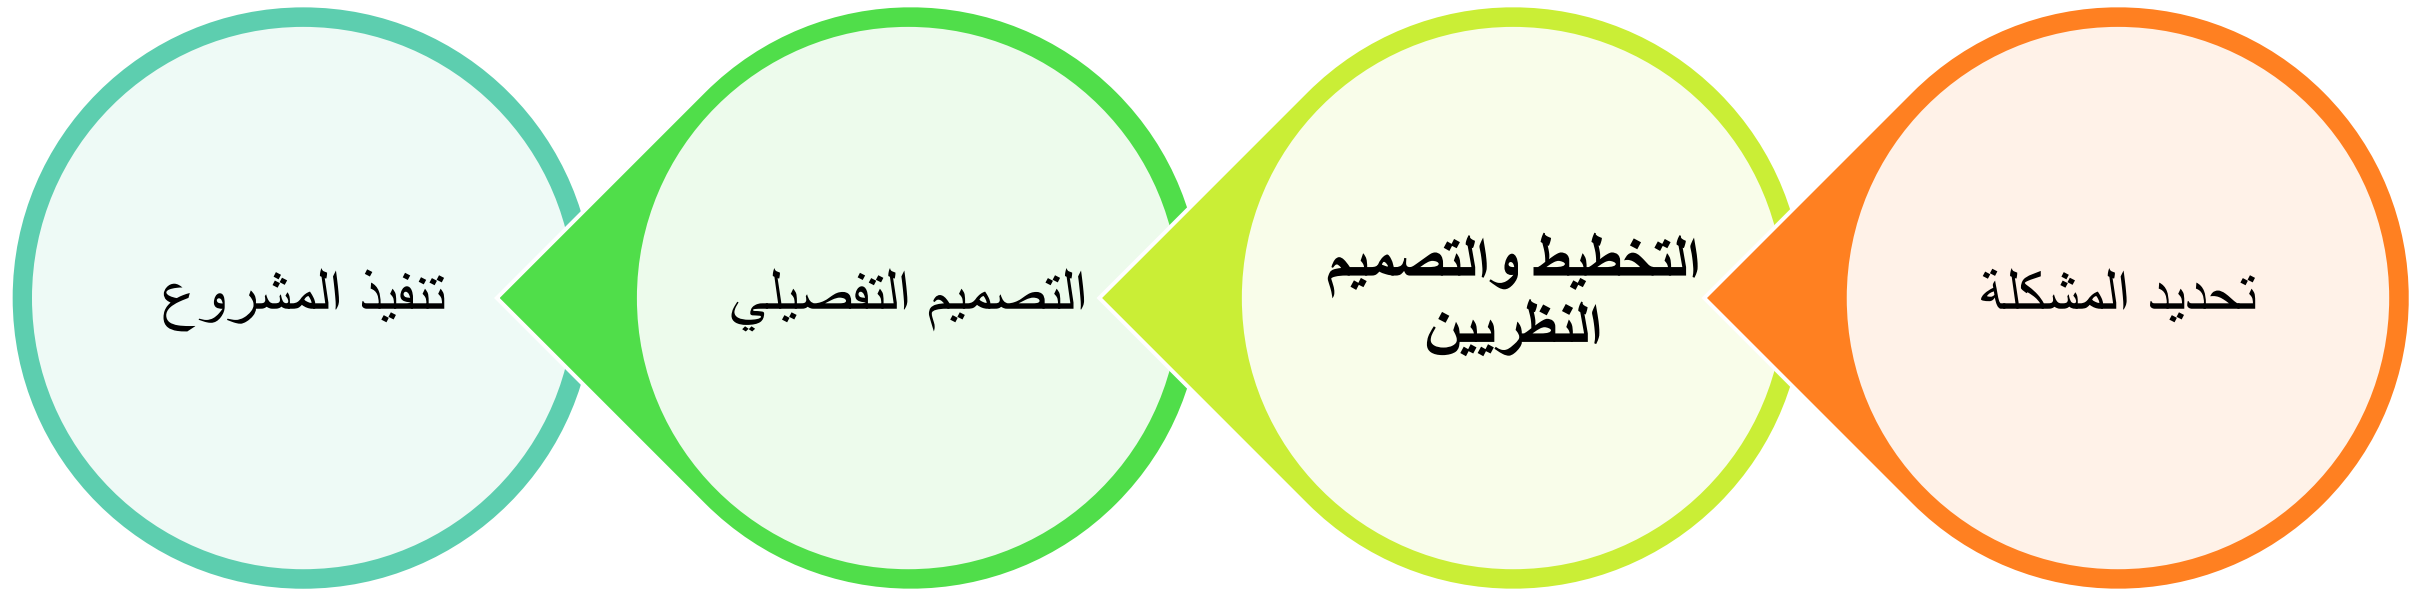 تحديد المشكلة
التخطيط والتصميم
النظريين
التصميم التفصيلي
تنفيذ المشروع